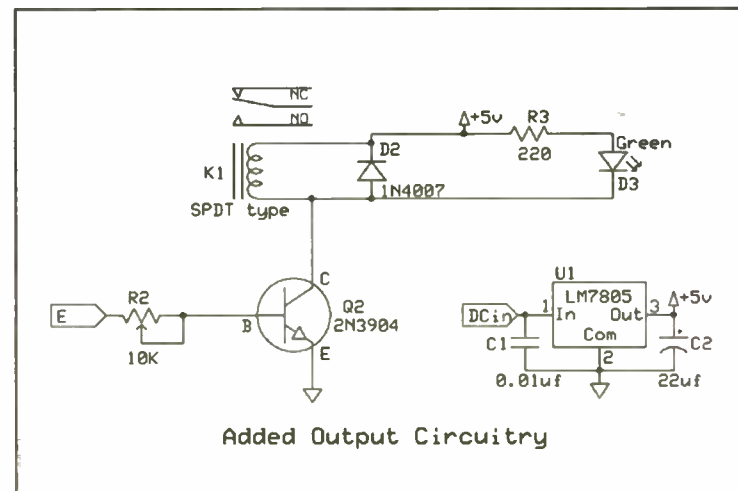 NC
NO
+5v
R3
220
Green
D3
D2
1N4007
K1
SPDT type
C
B
E
Q2
2N3904
E
R2
10K
U1
LM7805
1
In
Out
3
Com
2
DCin
+5v
C1
0.01uf
C2
22uf
Added Output Circuitry